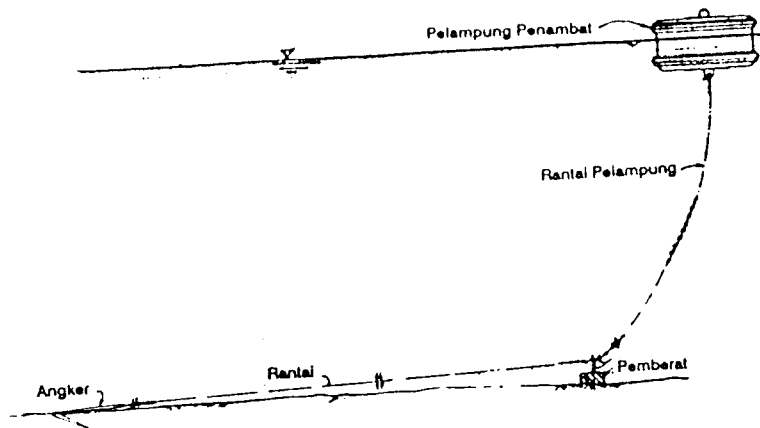 Pelampung Penambat
Rantai Pelampung
Rantai
Pemberat
Angker